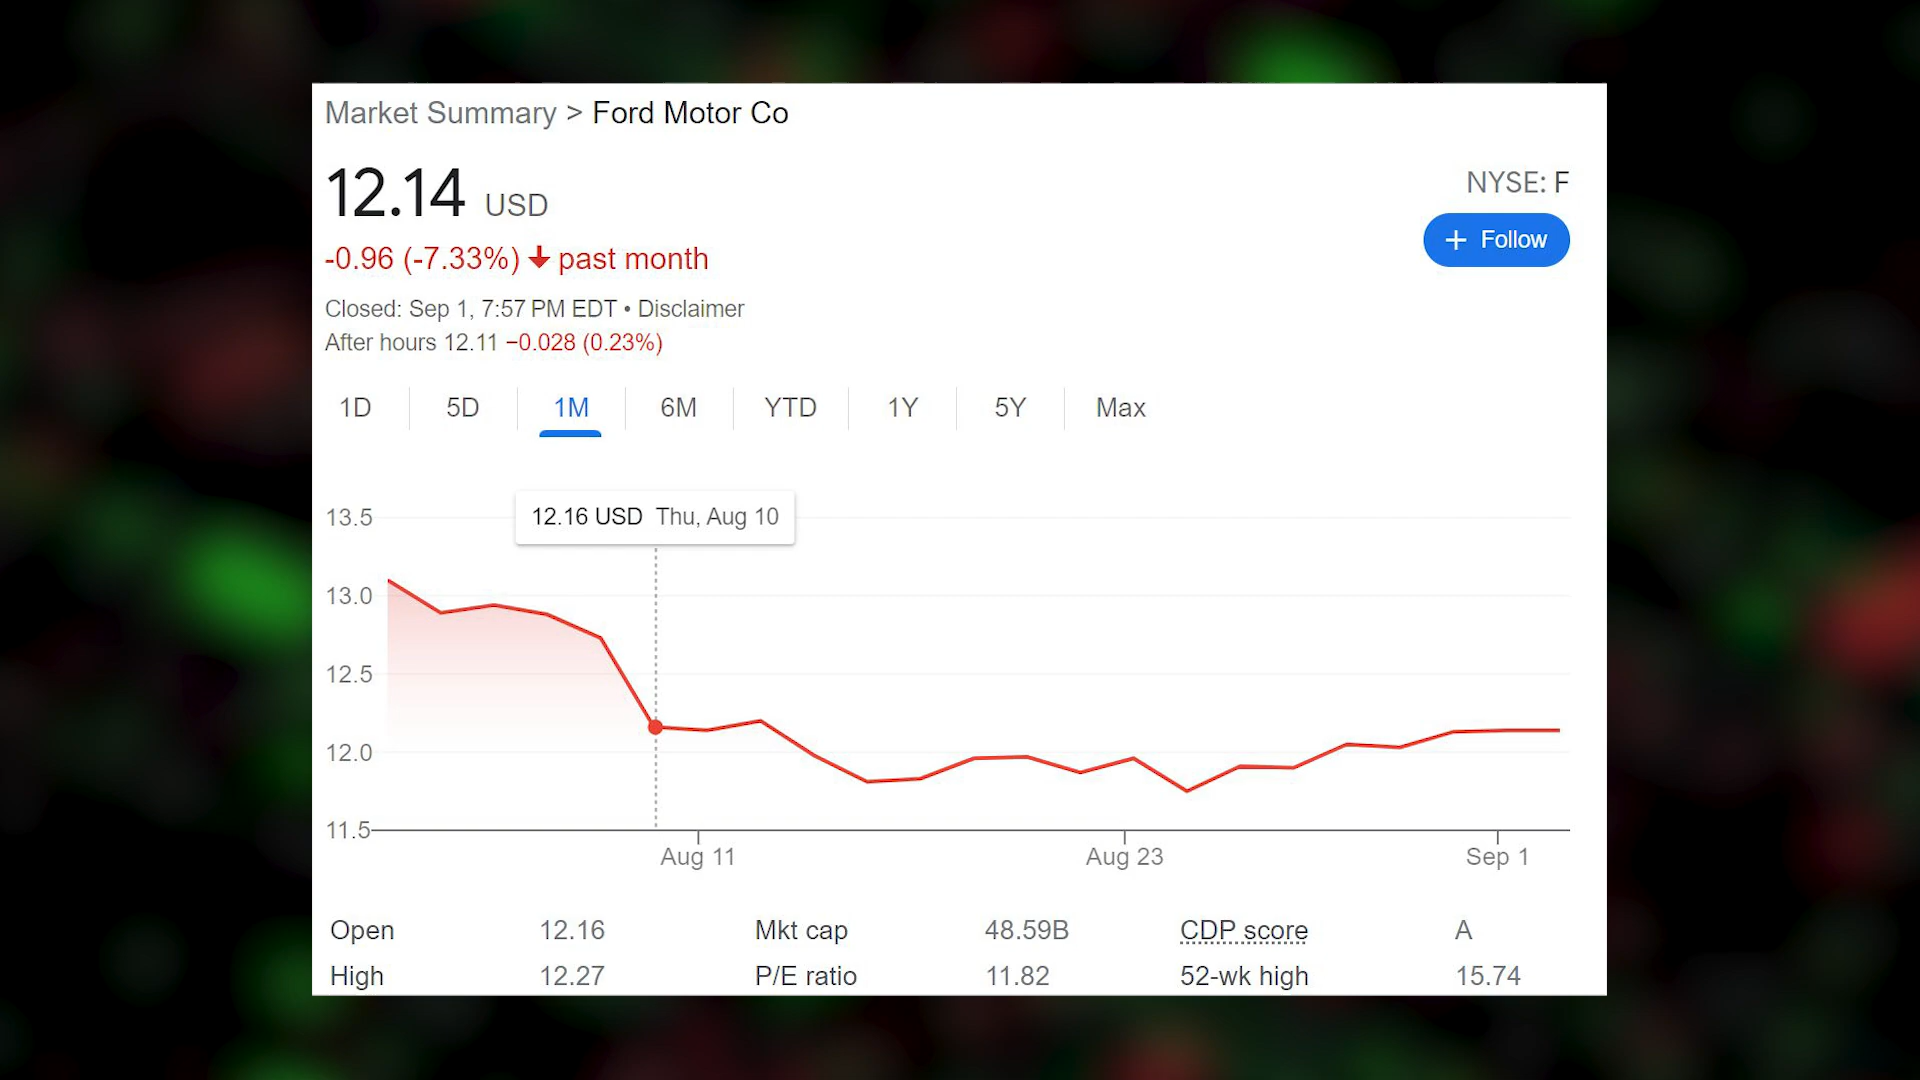 Market Summary > Ford Motor Co
12.14 USD
NYSE: F
+ Follow
-0.96 (-7.33%) ↓ past month
Closed: Sep 1, 7:57 PM EDT • Disclaimer
After hours 12.11 −0.028 (0.23%)
1D 5D 1M 6M YTD 1Y 5Y Max
12.16 USD Thu, Aug 10
13.5
13.0
12.5
12.0
11.5
Aug 11 Aug 23 Sep 1
Open 12.16 Mkt cap 48.59B CDP score A
High 12.27 P/E ratio 11.82 52-wk high 15.74